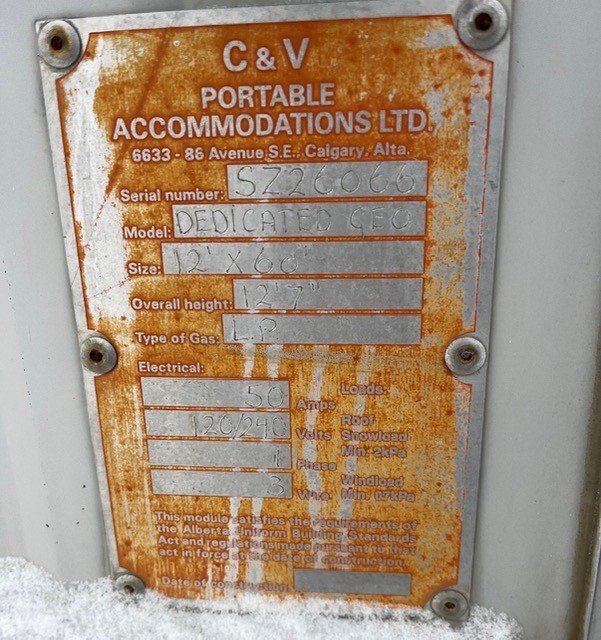 C & V
PORTABLE
ACCOMMODATIONS LTD.
6633 - 86 Avenue S.E., Calgary, Alta.
Serial number: SZ26066
Model: DEDICATED GEO
Size: 12' X 60'
Overall height: 12'7"
Type of Gas: L.P.
Electrical:
50 Amps Loads:
120/240 Volts Roof Snowload Min. 2kPa
1 Phase Windload
3 Wire Min. 0.7kPa
This module satisfies the requirements of
the Alberta Uniform Building Standards
Act and regulations made pursuant to that
act in force at the date of construction.
Date of construction: